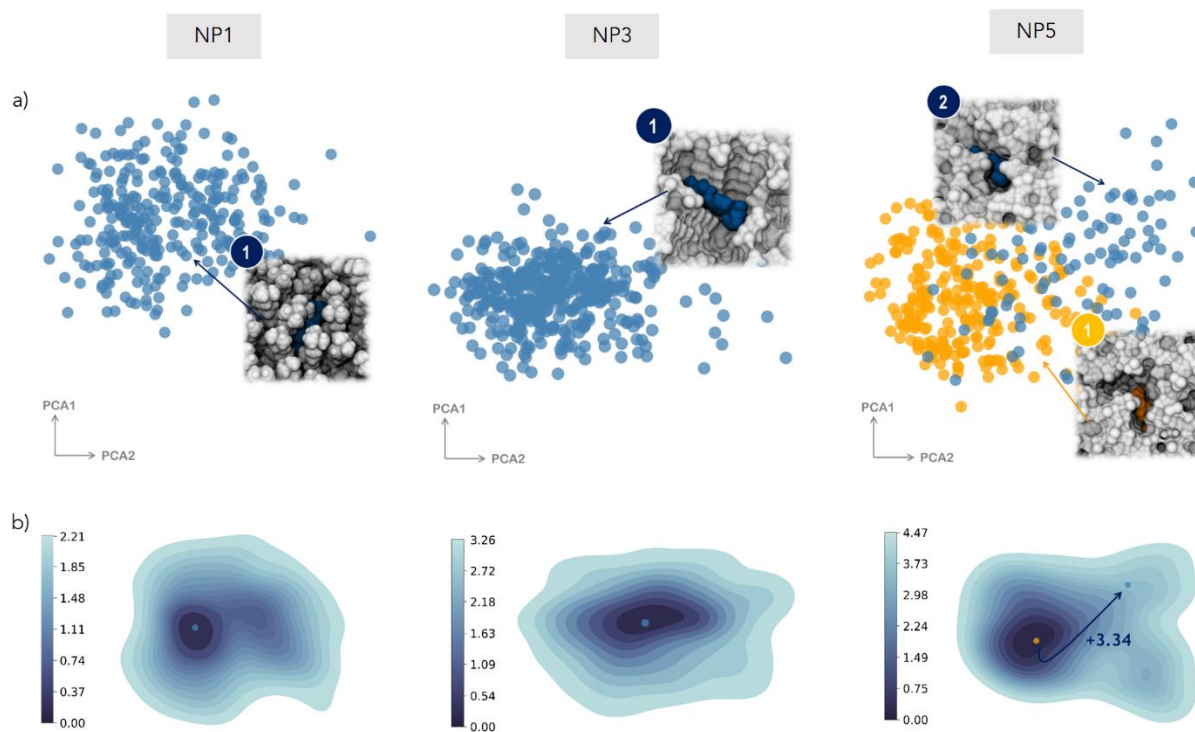 NP1
NP3
NP5
a)
1
1
2
1
PCA1
PCA2
PCA1
PCA2
PCA1
PCA2
b)
2.21
1.85
1.48
1.11
0.74
0.37
0.00
3.26
2.72
2.18
1.63
1.09
0.54
0.00
4.47
3.73
2.98
2.24
1.49
0.75
0.00
+3.34